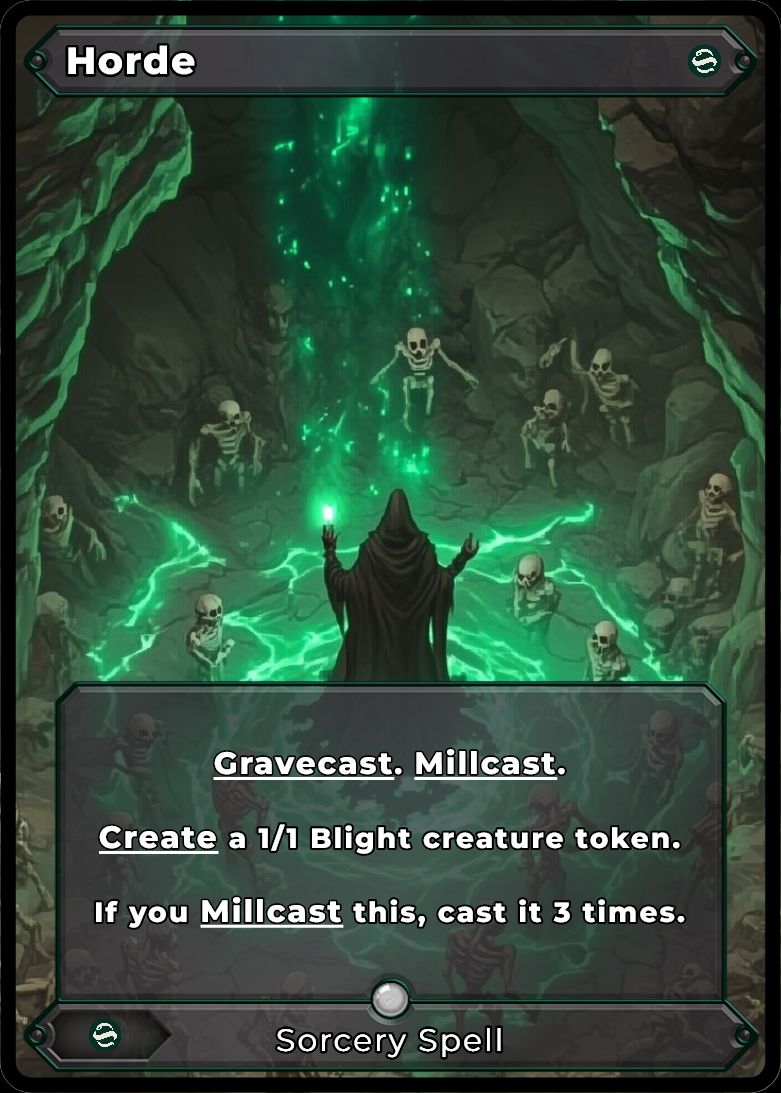 Horde
Gravecast. Millcast.
Create a 1/1 Blight creature token.
If you Millcast this, cast it 3 times.
Sorcery Spell